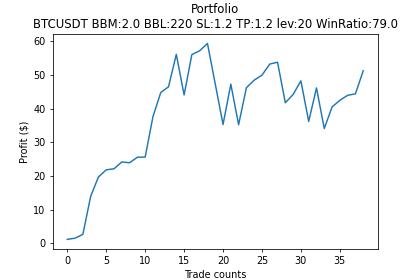 Portfolio
BTCUSDT BBM:2.0 BBL:220 SL:1.2 TP:1.2 lev:20 WinRatio:79.0
60
50
40
30
20
10
0
Profit ($)
0 5 10 15 20 25 30 35
Trade counts